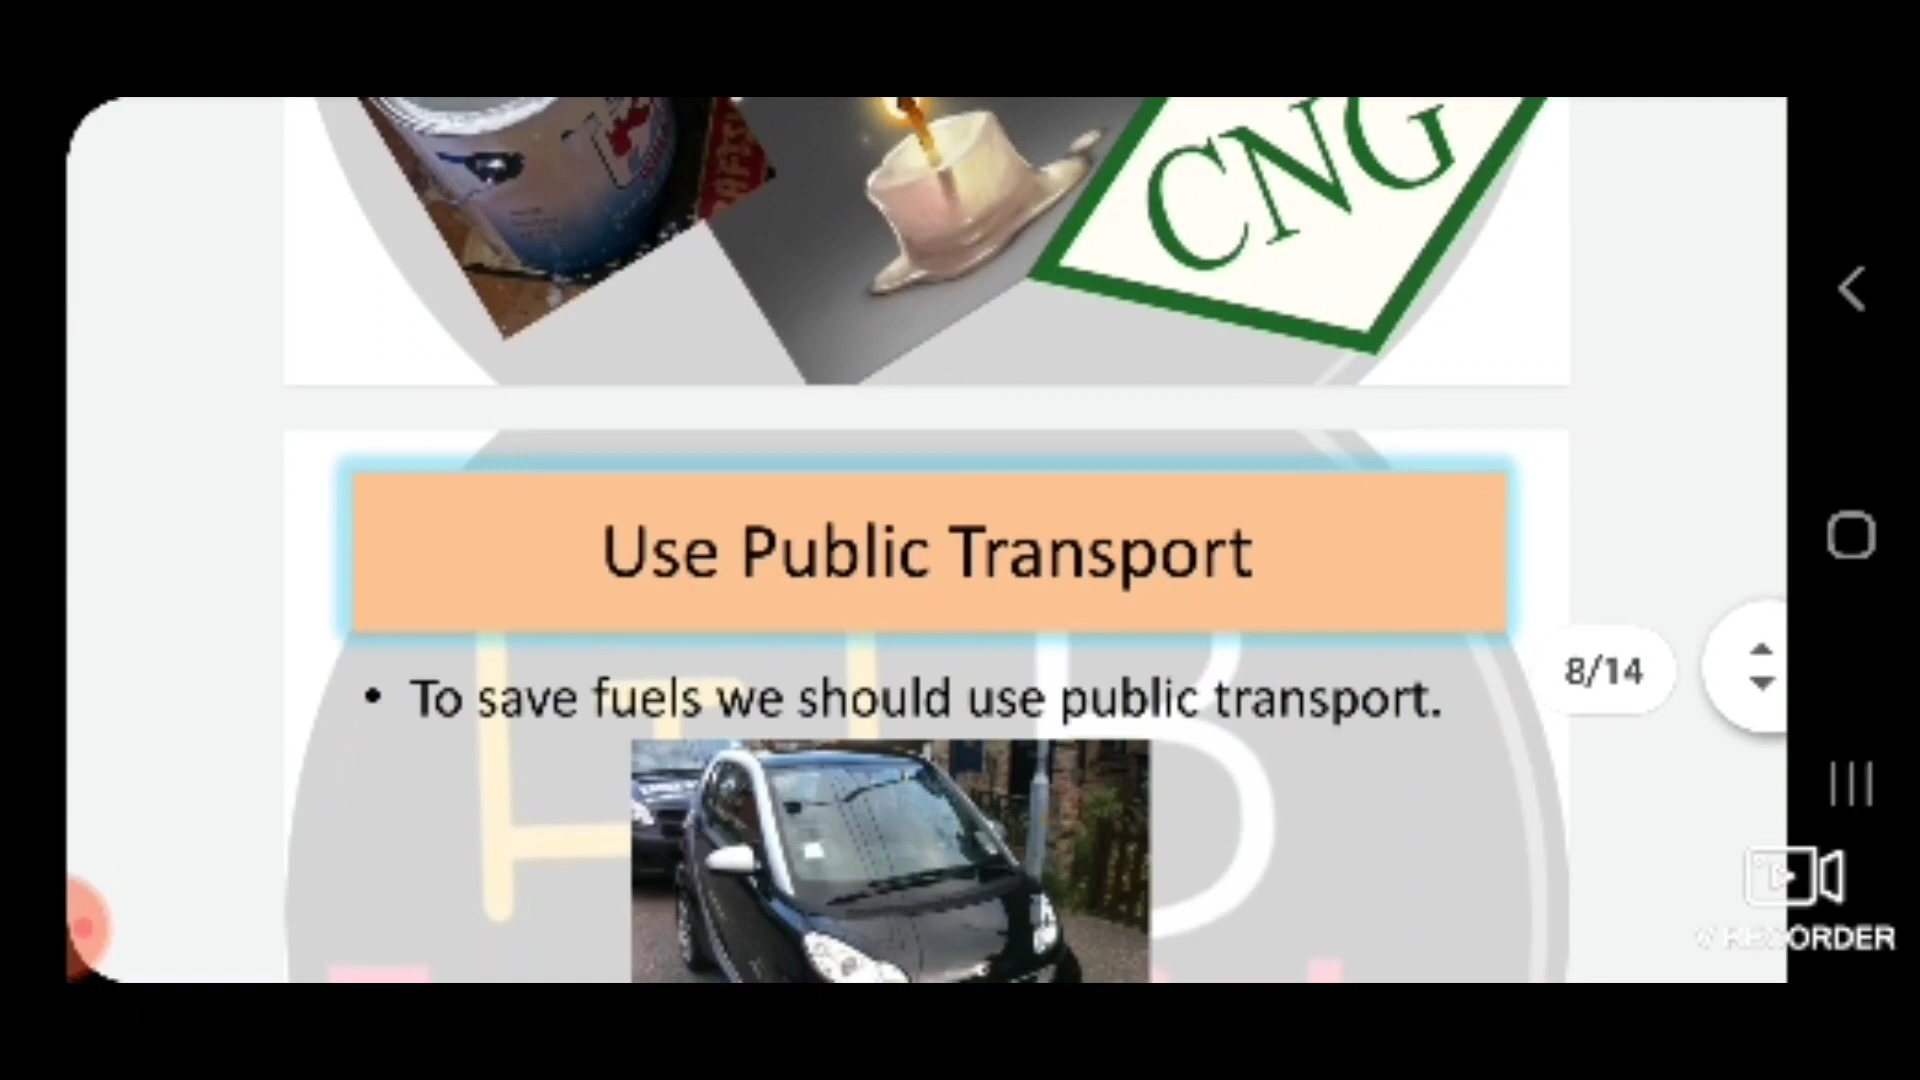 CNG
Use Public Transport
• To save fuels we should use public transport.
8/14